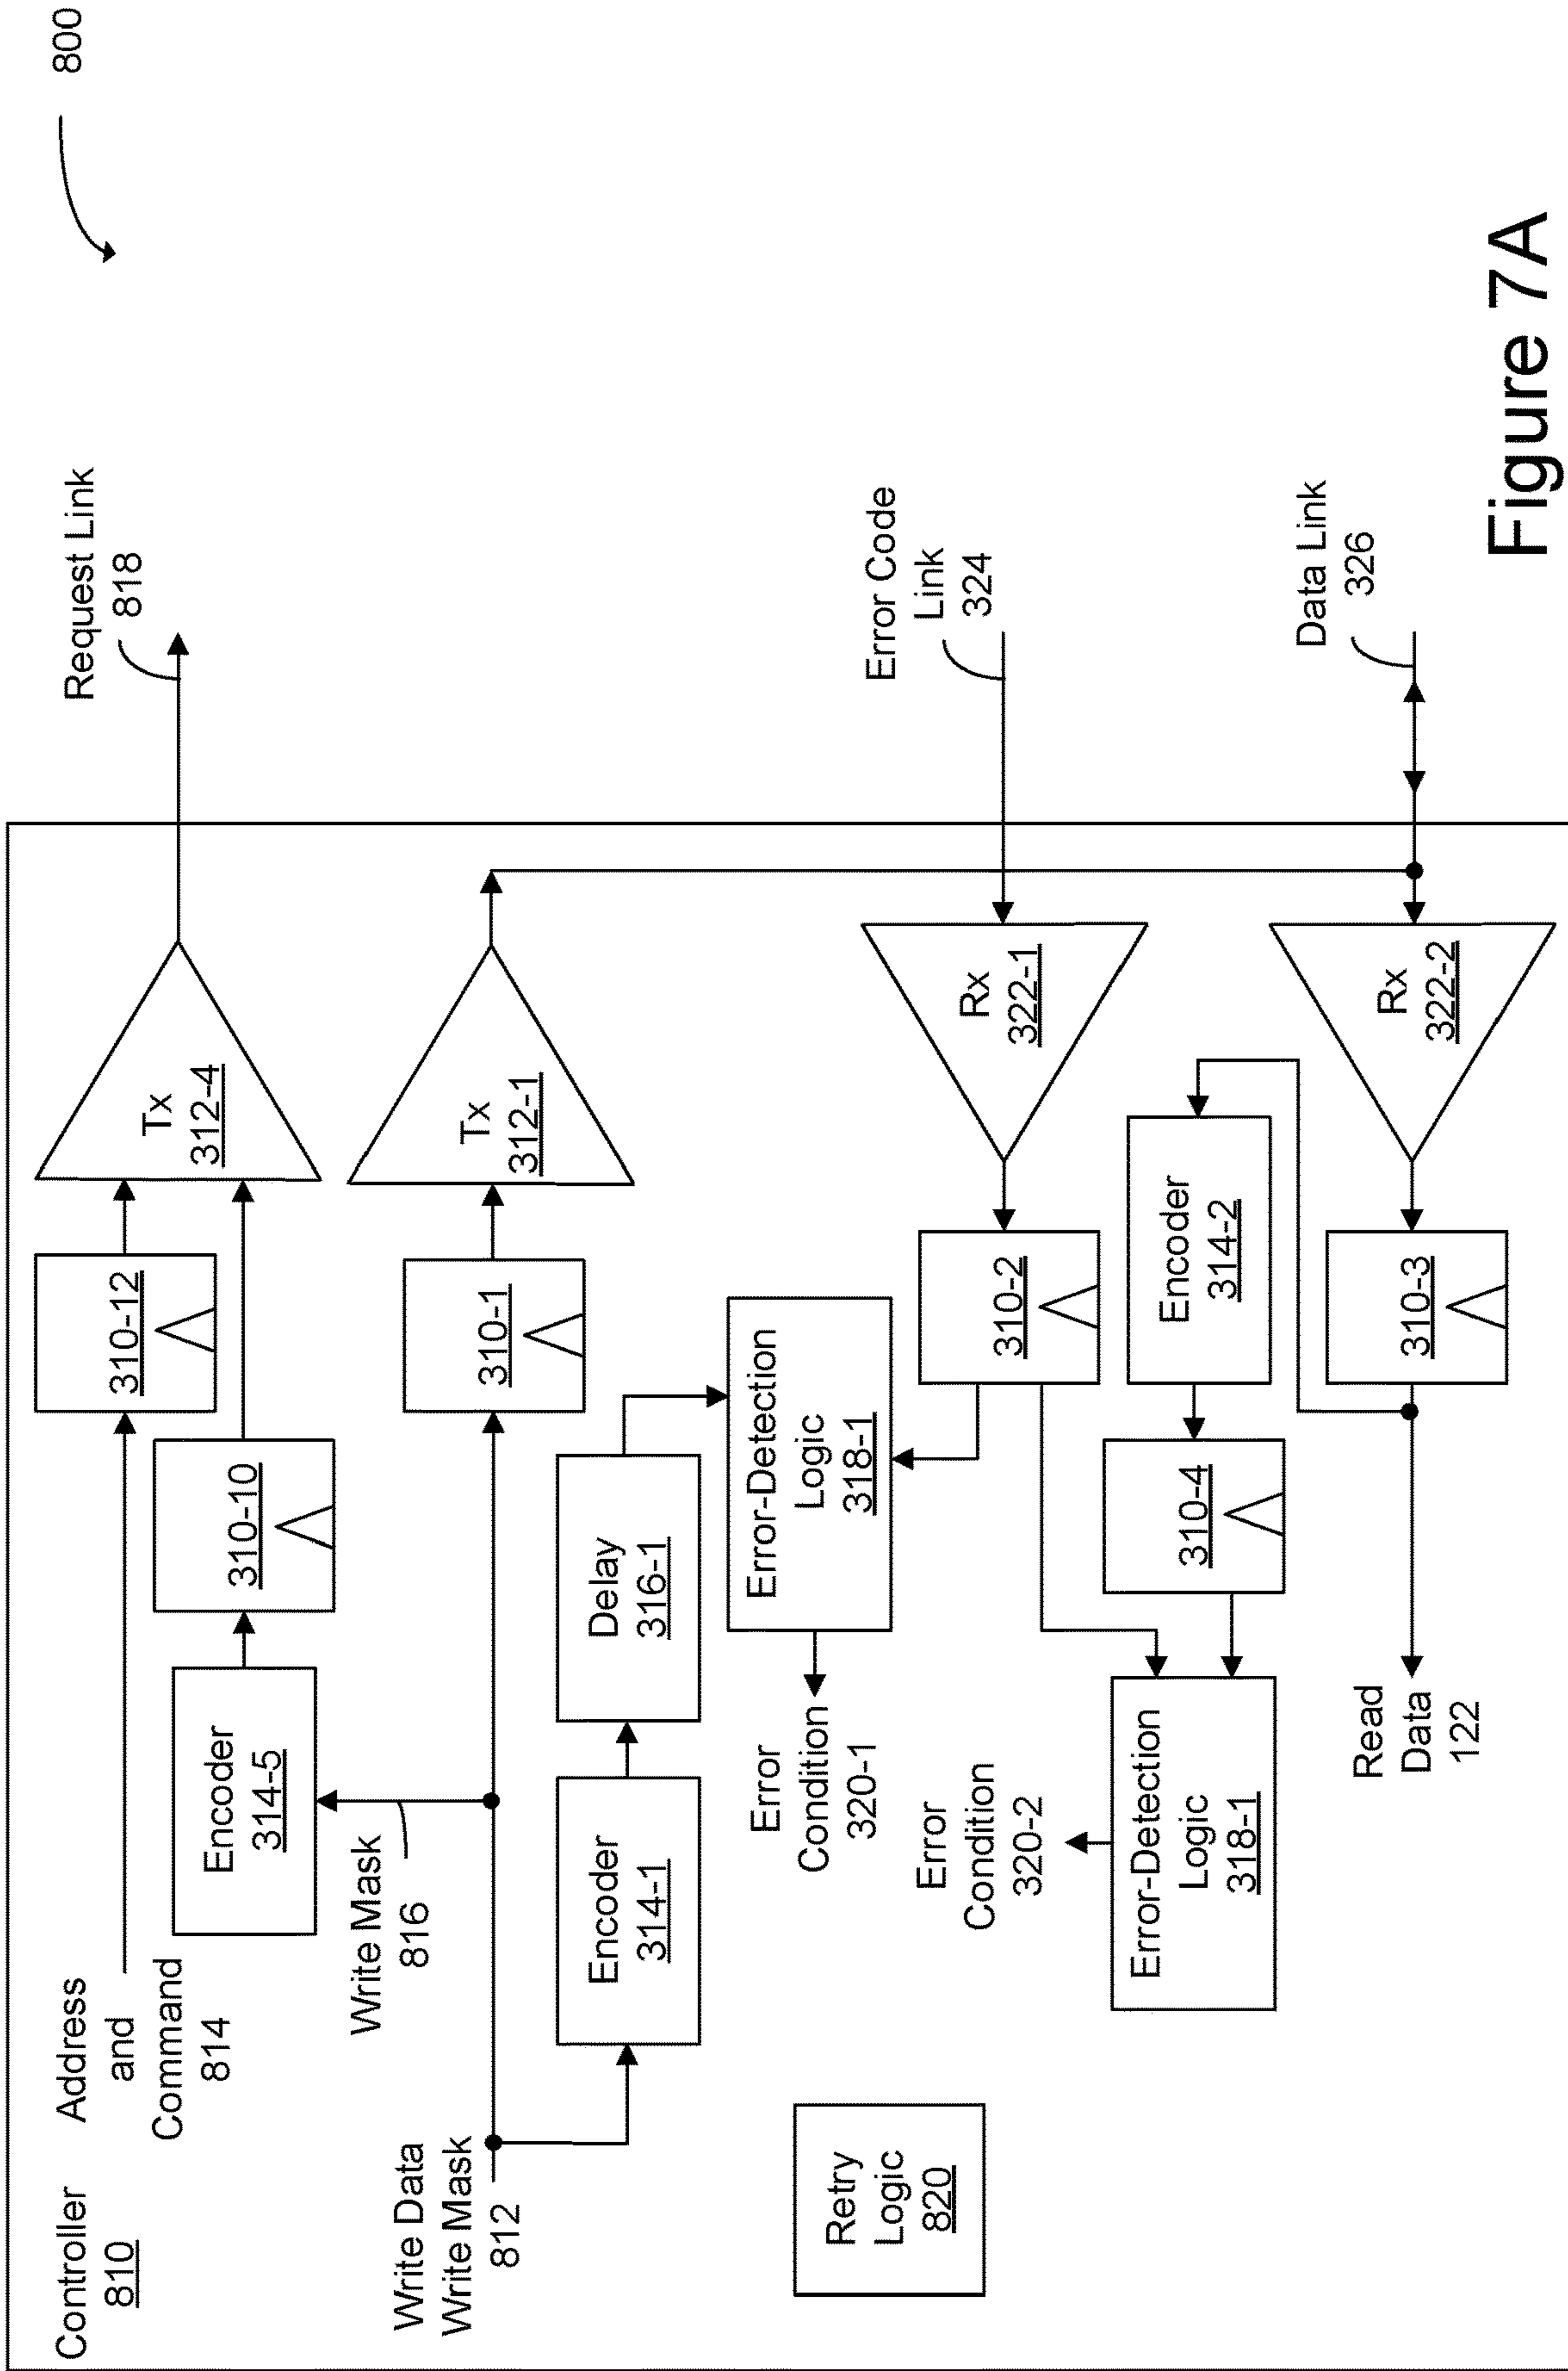 800
Controller
810
Address
and
Command
814
310-12
Tx
312-4
Request Link
818
Encoder
314-5
310-10
Write Mask
816
Write Data
Write Mask
812
310-1
Tx
312-1
Encoder
314-1
Delay
316-1
Error-Detection
Logic
318-1
Error
Condition
320-1
Retry
Logic
820
310-2
Rx
322-1
Error Code
Link
324
Error
Condition
320-2
Error-Detection
Logic
318-1
310-4
Encoder
314-2
Read
Data
122
310-3
Rx
322-2
Data Link
326
Figure 7A